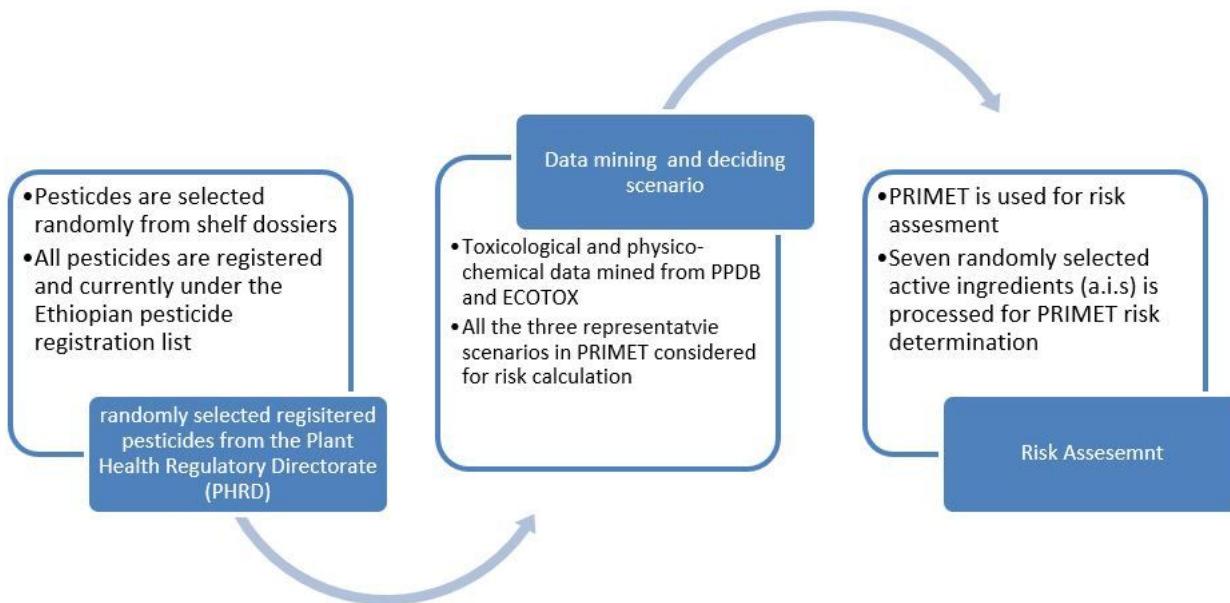 •Pesticdes are selected
randomly from shelf dossiers
•All pesticides are registered
and currently under the
Ethiopian pesticide
registration list
randomly selected regisitered
pesticides from the Plant
Health Regulatory Directorate
(PHRD)
Data mining and deciding
scenario
•Toxicological and physico-
chemical data mined from PPDB
and ECOTOX
•All the three representatvie
scenarios in PRIMET considered
for risk calculation
•PRIMET is used for risk
assesment
•Seven randomly selected
active ingredients (a.i.s) is
processed for PRIMET risk
determination
Risk Assesemnt